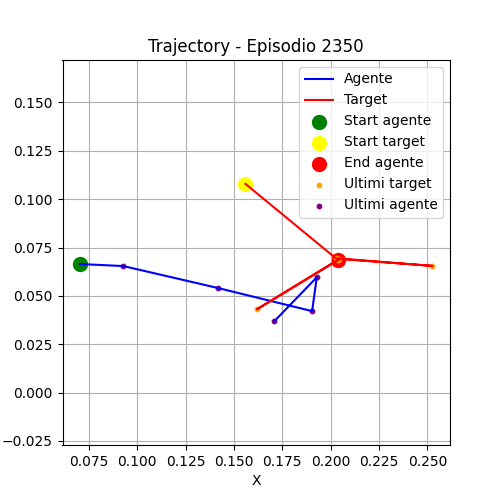 Trajectory - Episodio 2350
Agente
Target
Start agente
Start target
End agente
Ultimi target
Ultimi agente
0.150
0.125
0.100
0.075
0.050
0.025
0.000
−0.025
0.075 0.100 0.125 0.150 0.175 0.200 0.225 0.250
X